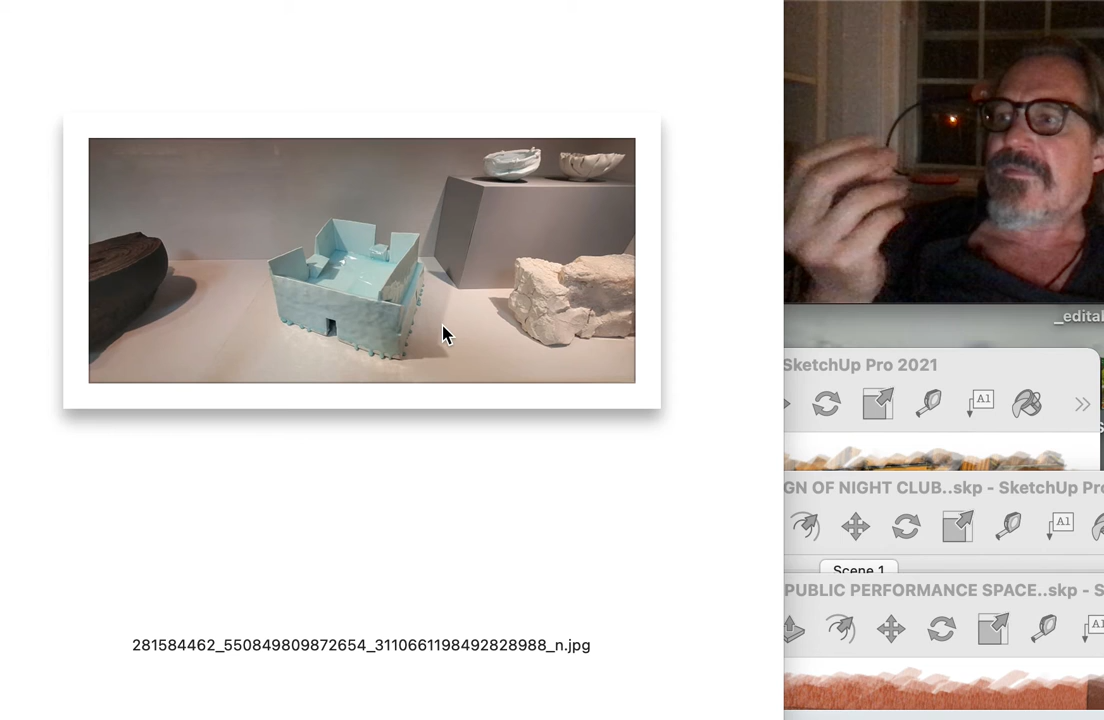 _edital
SketchUp Pro 2021
A1
GN OF NIGHT CLUB..skp - SketchUp Pro
A1
Scene 1
PUBLIC PERFORMANCE SPACE..skp - S
A1
281584462_550849809872654_3110661198492828988_n.jpg